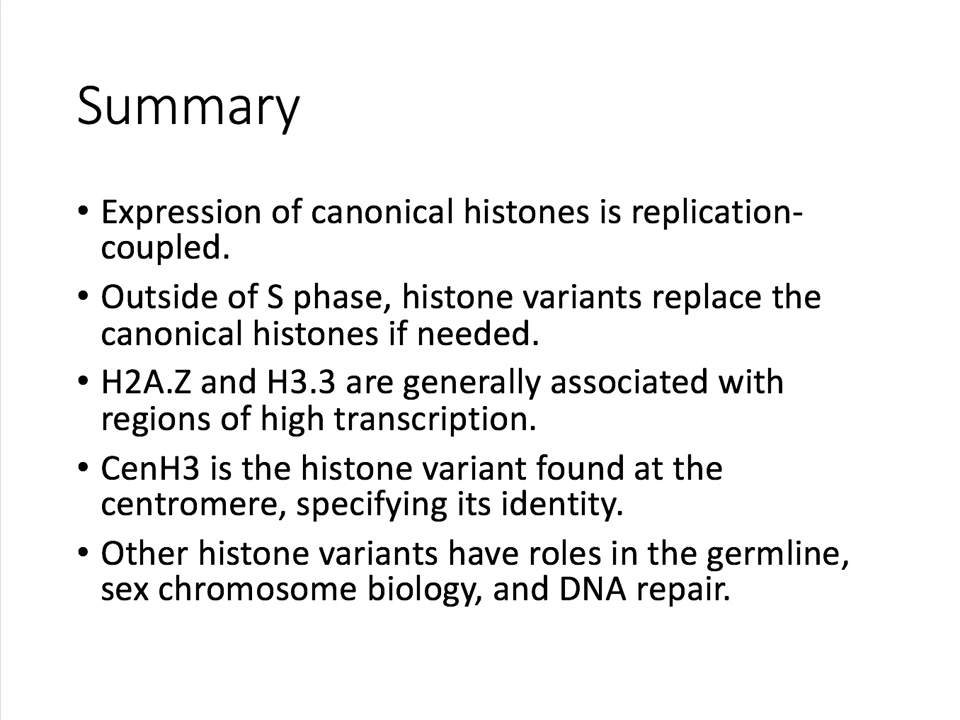 Summary
• Expression of canonical histones is replication-
coupled.
• Outside of S phase, histone variants replace the
canonical histones if needed.
• H2A.Z and H3.3 are generally associated with
regions of high transcription.
• CenH3 is the histone variant found at the
centromere, specifying its identity.
• Other histone variants have roles in the germline,
sex chromosome biology, and DNA repair.